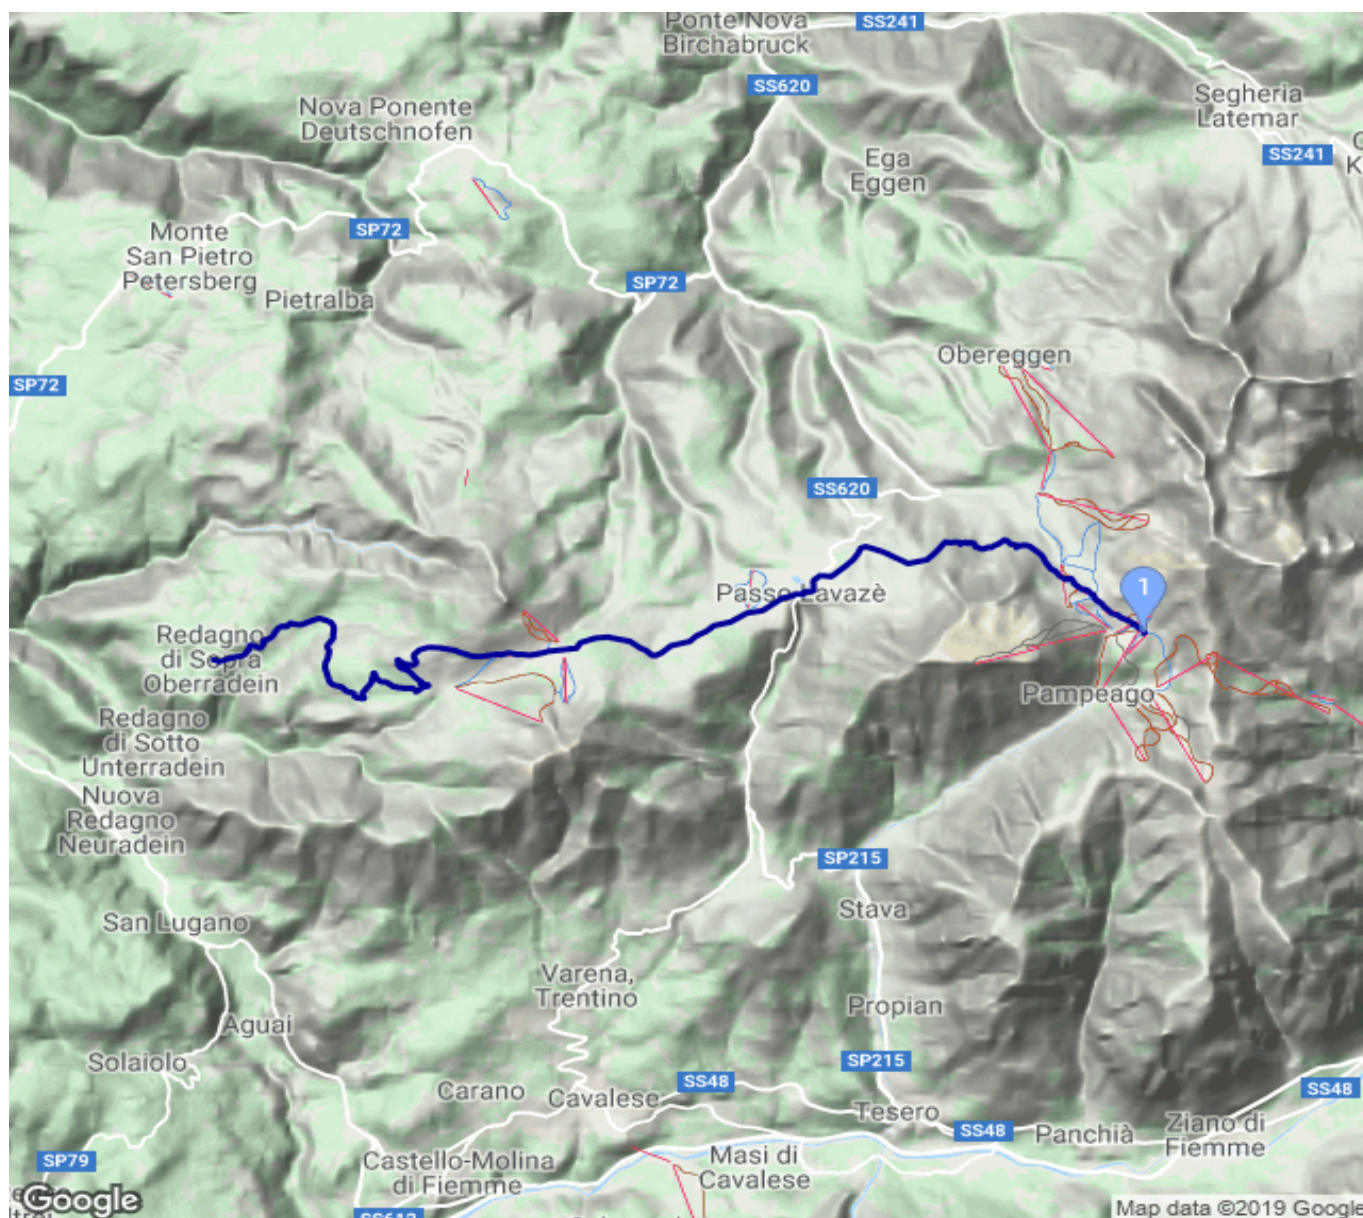 Ponte Nova
Birchabruck
SS241
SS620
Segheria
Latemar
SS241
Nova Ponente
Deutschnofen
Ega
Eggen
SP72
Monte
San Pietro
Petersberg
Pietralba
SP72
SP72
Obereggen
SS620
Passo Lavazè
1
Redagno
di Sopra
Oberradein
Pampeago
Redagno
di Sotto
Unterradein
Nuova
Redagno
Neuradein
SP215
Stava
San Lugano
Varena,
Trentino
Propian
Aguai
Solaiolo
SP215
Carano
SS48
Cavalese
SS48
Tesero
SS48
Panchià
Ziano di
Fiemme
SP79
Castello-Molina
di Fiemme
Masi di
Cavalese
SS612
Google
Map data ©2019 Google